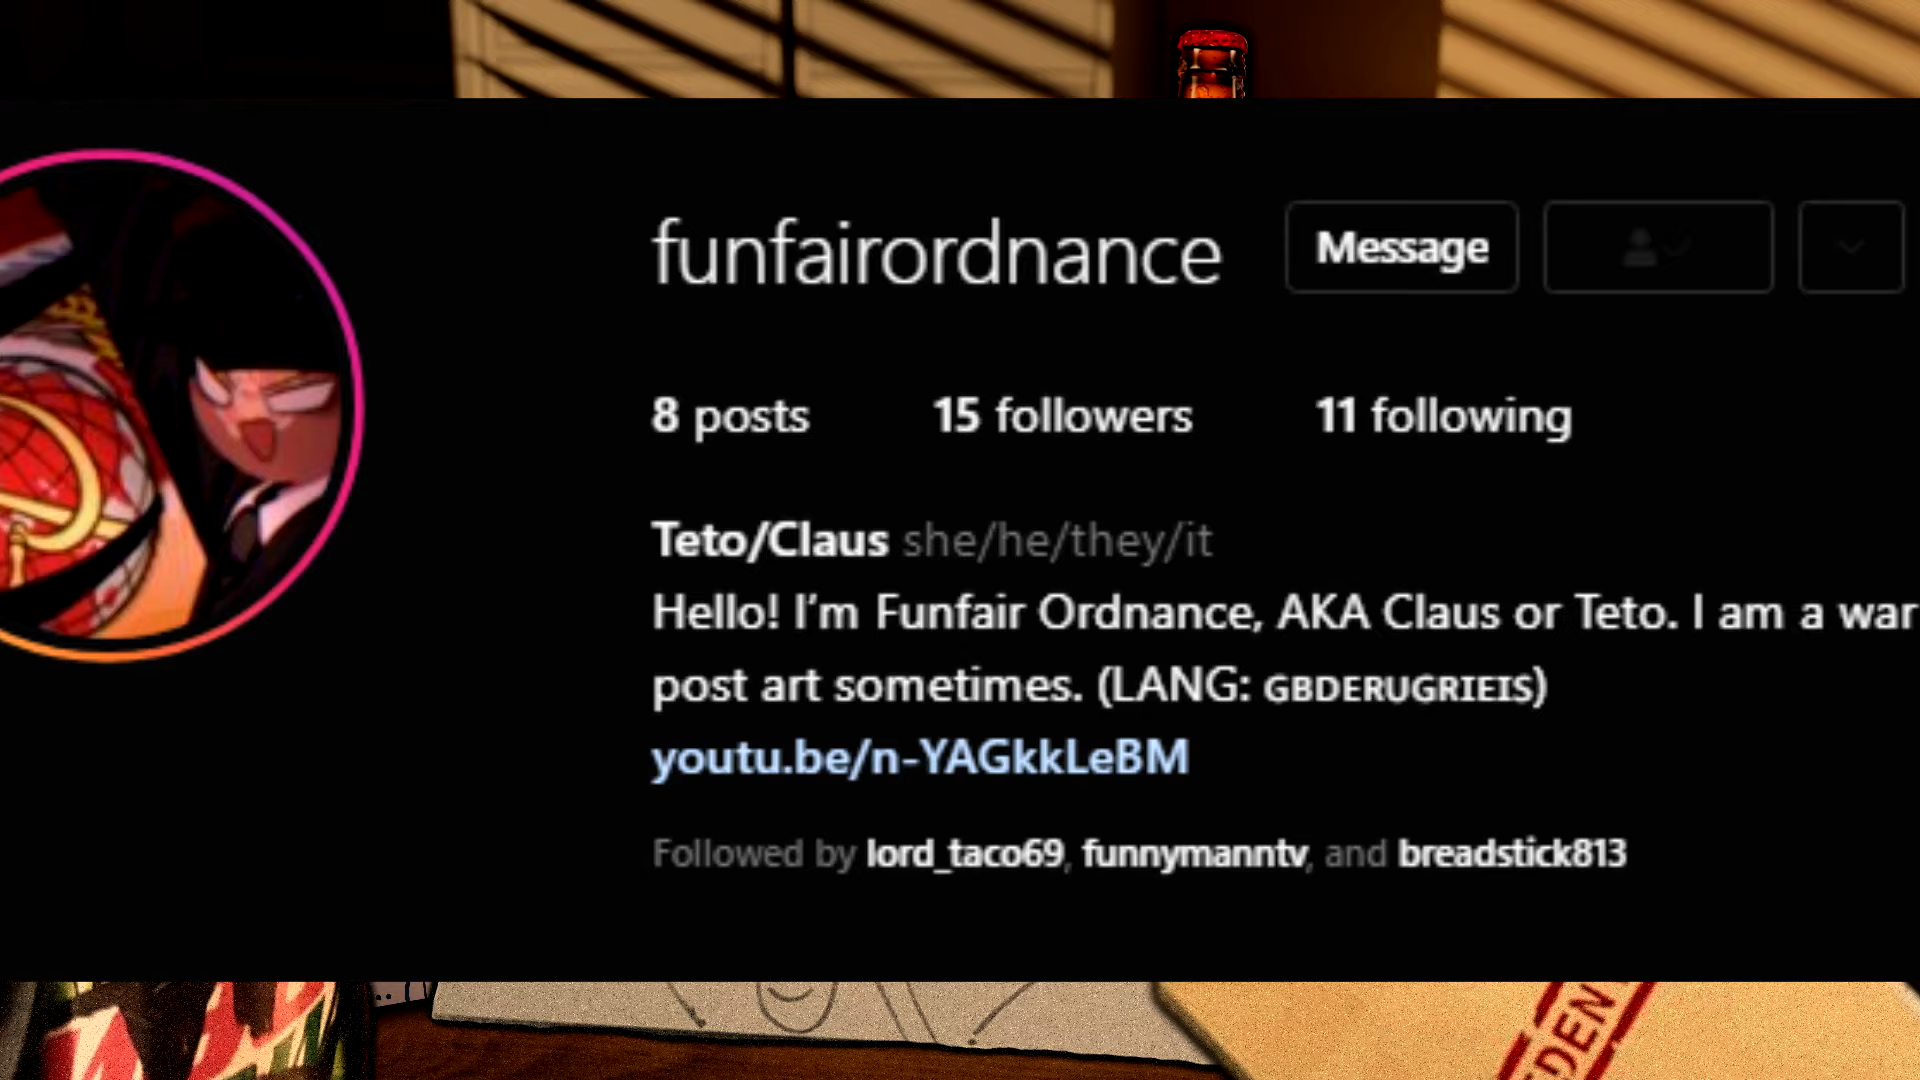 funfairordnance
Message
8 posts 15 followers 11 following
Teto/Claus she/he/they/it
Hello! I’m Funfair Ordnance, AKA Claus or Teto. I am a war
post art sometimes. (LANG: ɢʙᴅᴇʀᴜɢʀɪᴇɪs)
youtu.be/n-YAGkkLeBM
Followed by lord_taco69, funnymanntv, and breadstick813